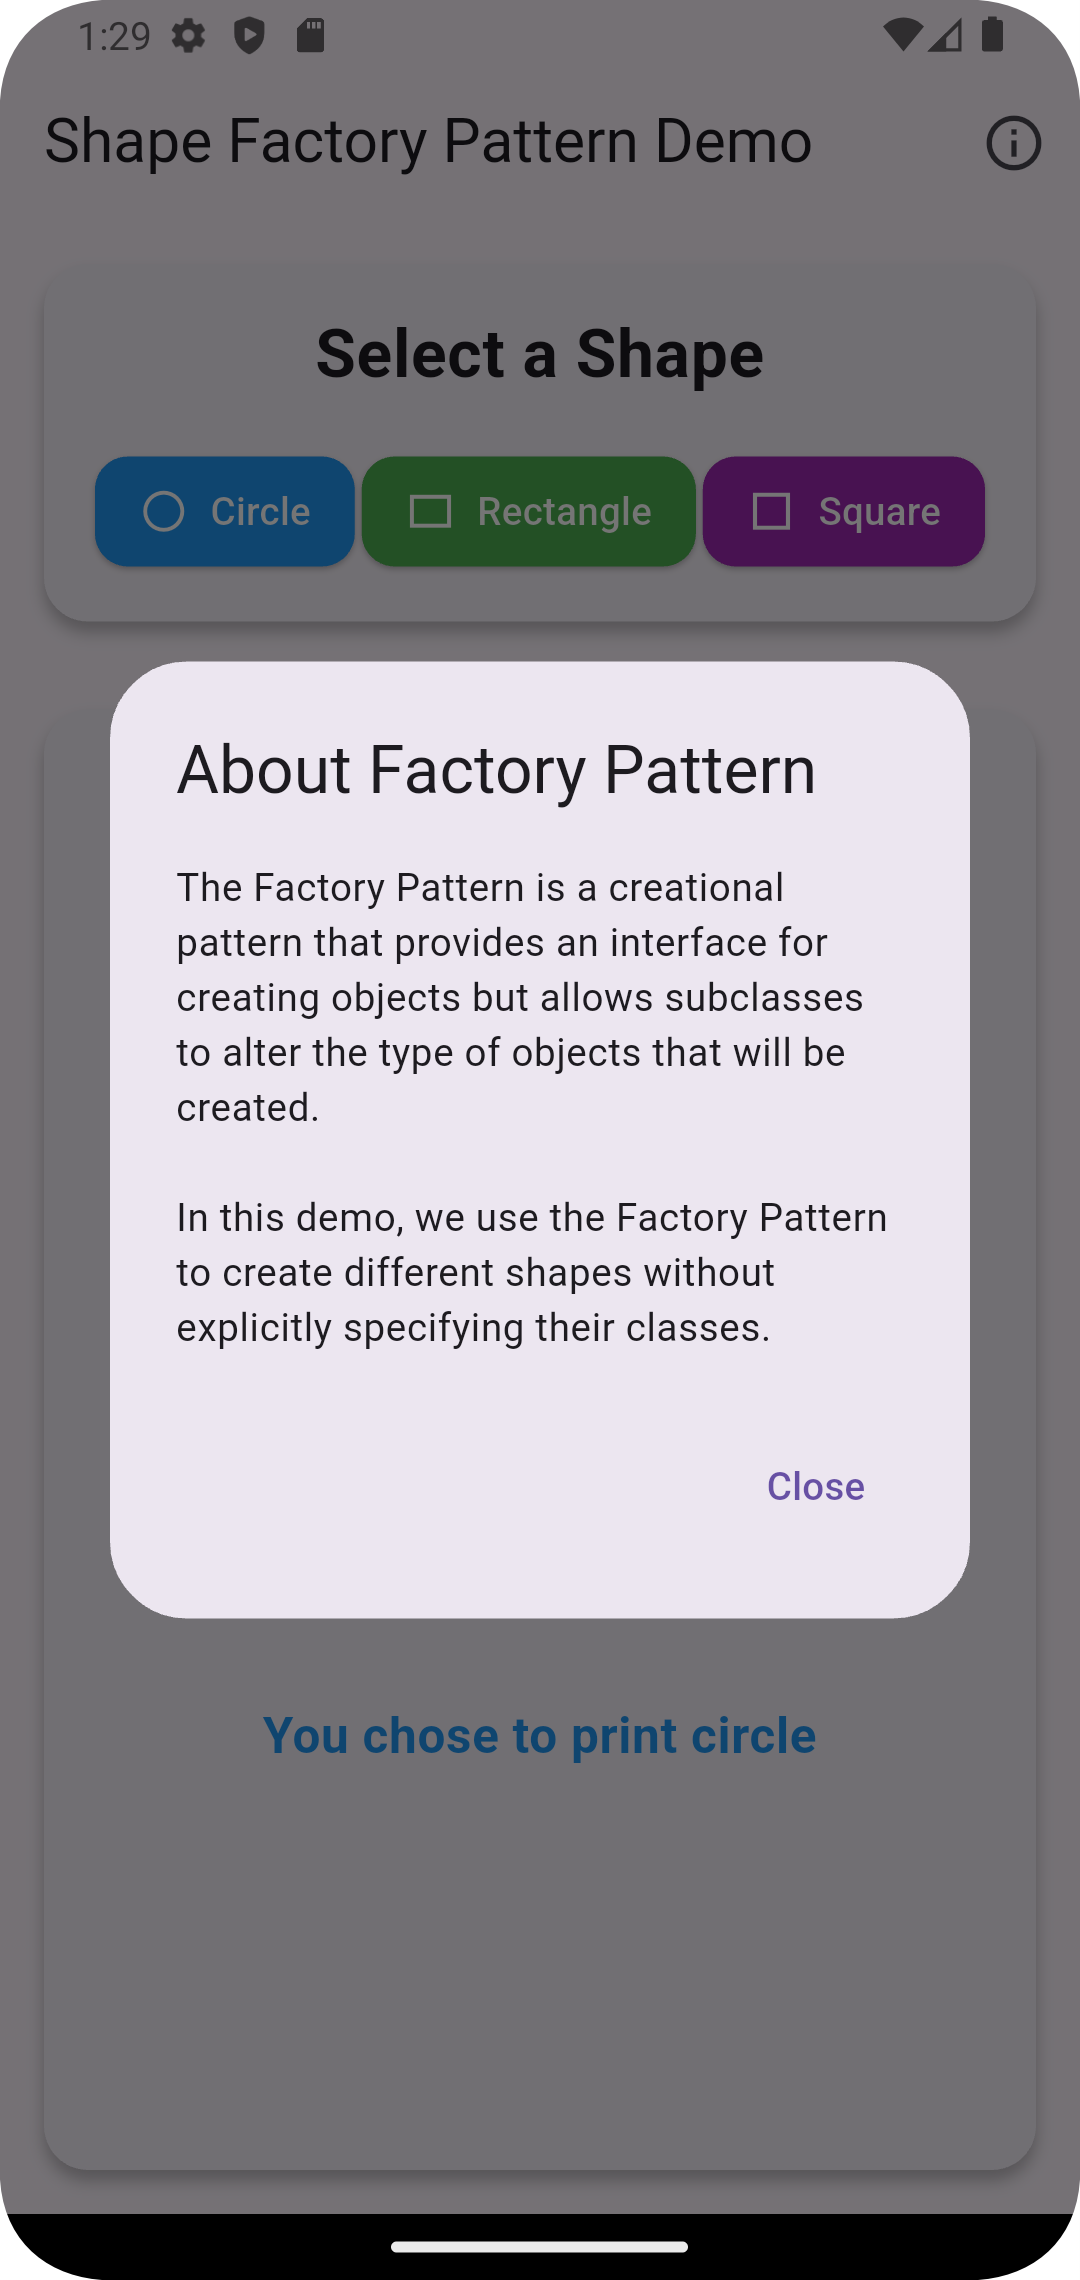 1:29
Shape Factory Pattern Demo
Select a Shape
Circle
Rectangle
Square
About Factory Pattern
The Factory Pattern is a creational
pattern that provides an interface for
creating objects but allows subclasses
to alter the type of objects that will be
created.
In this demo, we use the Factory Pattern
to create different shapes without
explicitly specifying their classes.
Close
You chose to print circle